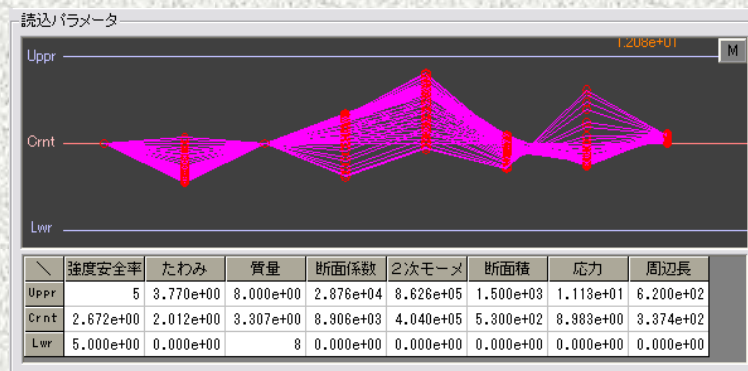 読込パラメータ
1.208e+01
M
Uppr
Crnt
Lwr
＼ 強度安全率 たわみ 質量 断面係数 2次モーメ 断面積 応力 周辺長
Uppr 5 3.770e+00 8.000e+00 2.876e+04 8.626e+05 1.500e+03 1.113e+01 6.200e+02
Crnt 2.672e+00 2.012e+00 3.307e+00 8.906e+03 4.040e+05 5.300e+02 8.983e+00 3.374e+02
Lwr 5.000e+00 0.000e+00 8 0.000e+00 0.000e+00 0.000e+00 0.000e+00 0.000e+00